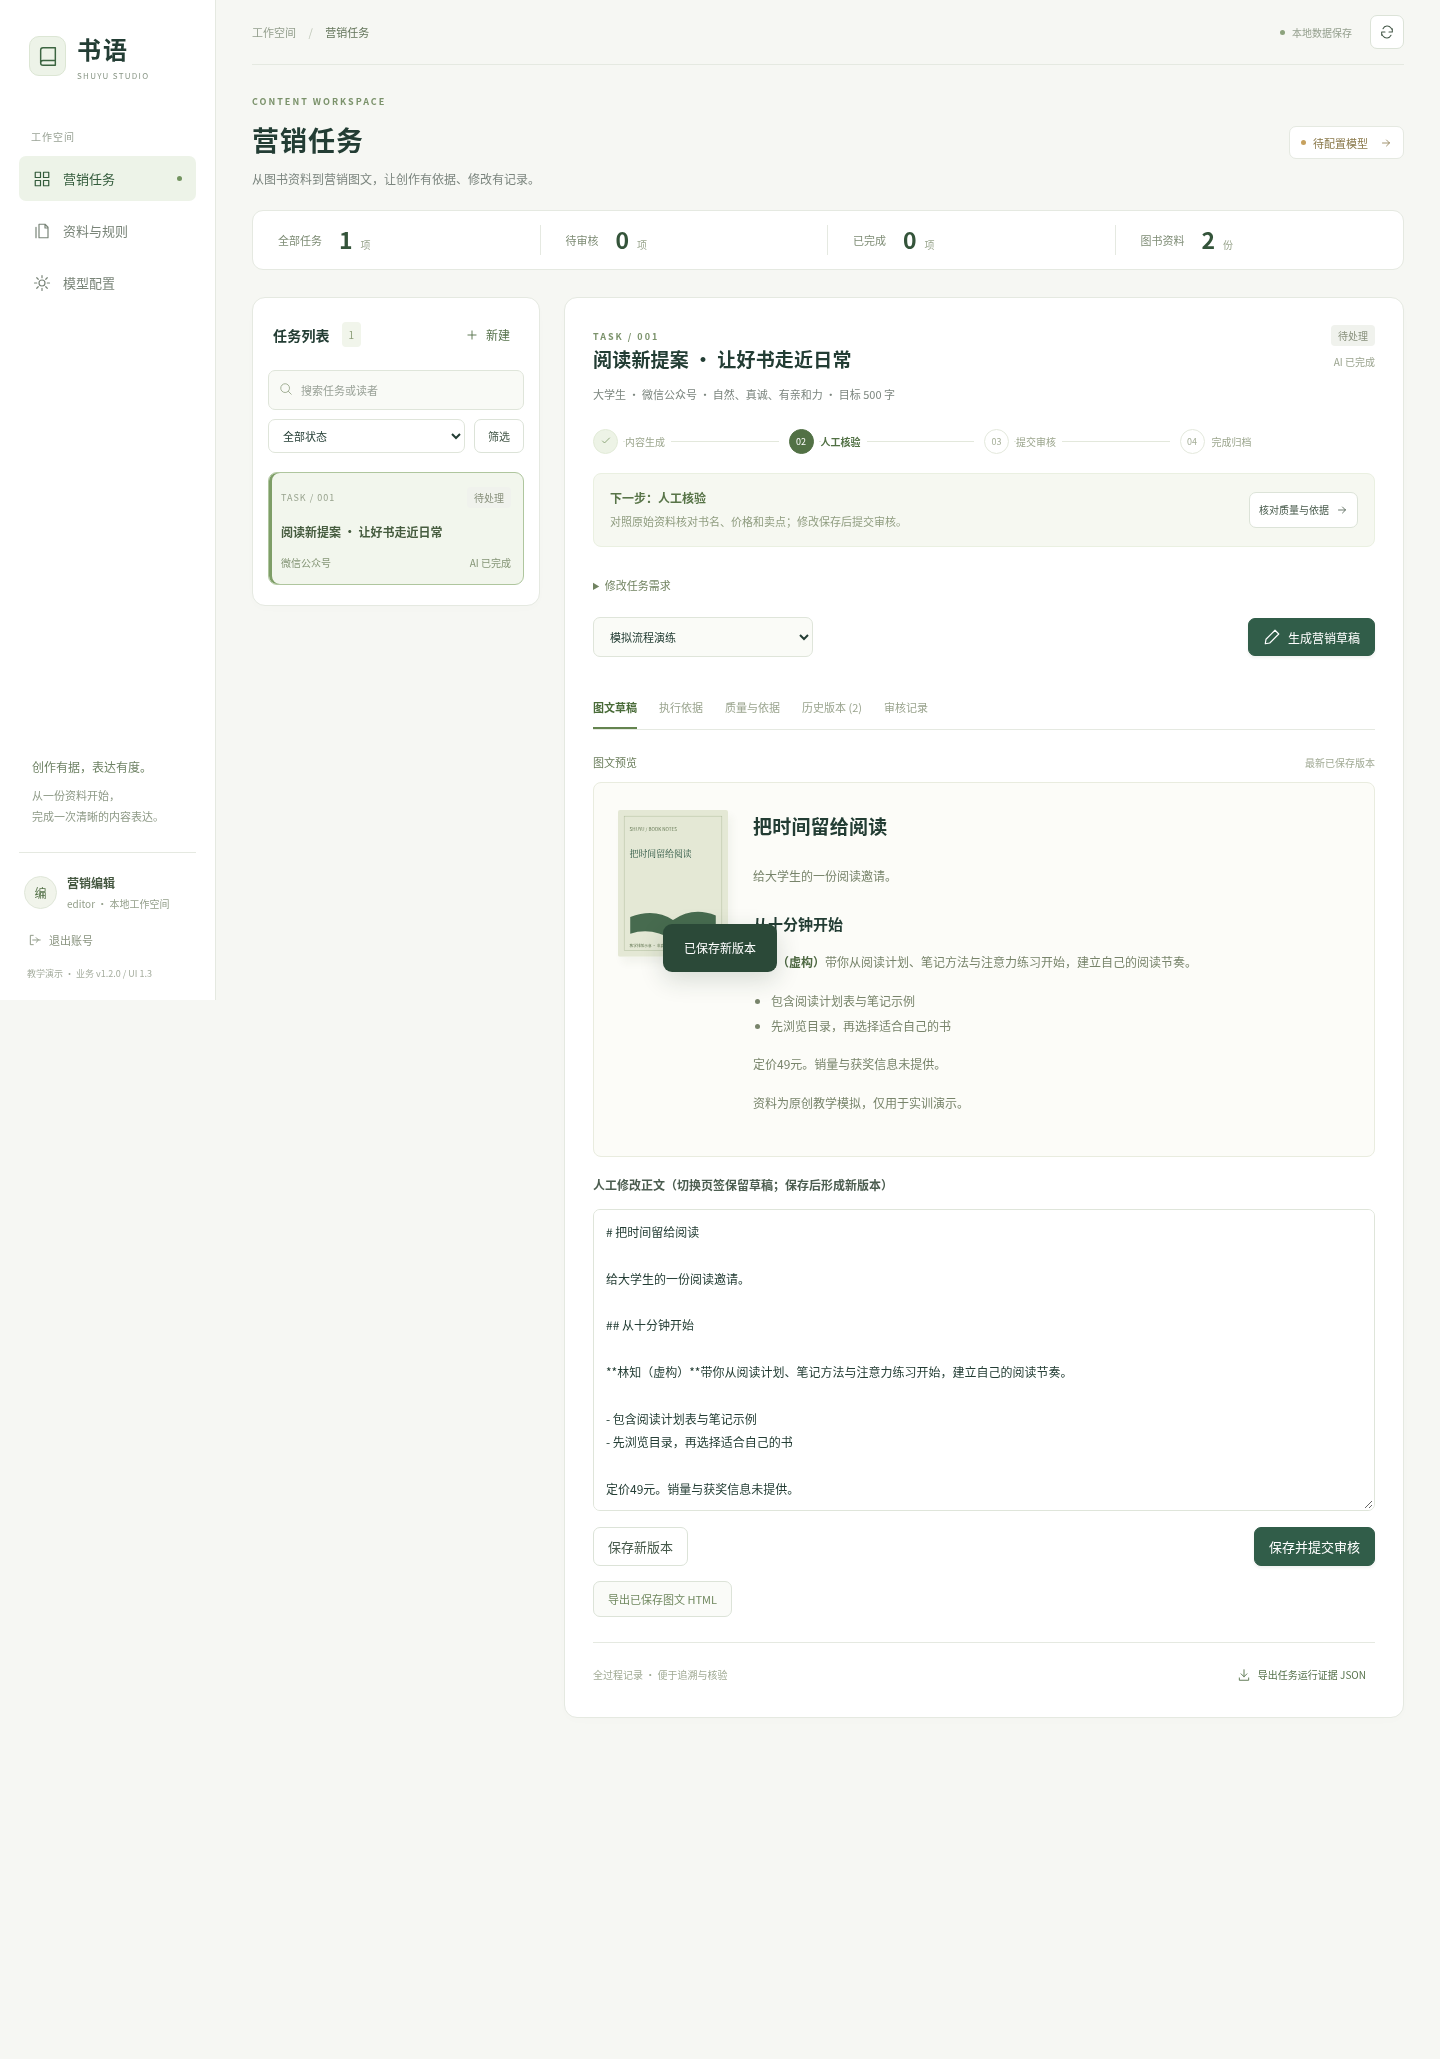 书语
SHUYU STUDIO
工作空间
营销任务
资料与规则
模型配置
创作有据，表达有度。
从一份资料开始，
完成一次清晰的内容表达。
编
营销编辑
editor · 本地工作空间
退出账号
教学演示 · 业务 v1.2.0 / UI 1.3
工作空间 / 营销任务
本地数据保存
CONTENT WORKSPACE
营销任务
从图书资料到营销图文，让创作有依据、修改有记录。
待配置模型 →
全部任务 1 项
待审核 0 项
已完成 0 项
图书资料 2 份
任务列表 1
+ 新建
搜索任务或读者
全部状态
筛选
TASK / 001 待处理
阅读新提案 · 让好书走近日常
微信公众号 AI 已完成
TASK / 001
待处理
阅读新提案 · 让好书走近日常
AI 已完成
大学生 · 微信公众号 · 自然、真诚、有亲和力 · 目标 500 字
内容生成
02 人工核验
03 提交审核
04 完成归档
下一步：人工核验
对照原始资料核对书名、价格和卖点；修改保存后提交审核。
核对质量与依据 →
修改任务需求
模拟流程演练
生成营销草稿
图文草稿 执行依据 质量与依据 历史版本 (2) 审核记录
图文预览
最新已保存版本
SHUYU / BOOK NOTES
把时间留给阅读
把时间留给阅读
给大学生的一份阅读邀请。
从十分钟开始
已保存新版本
（虚构）带你从阅读计划、笔记方法与注意力练习开始，建立自己的阅读节奏。
包含阅读计划表与笔记示例
先浏览目录，再选择适合自己的书
定价49元。销量与获奖信息未提供。
资料为原创教学模拟，仅用于实训演示。
人工修改正文（切换页签保留草稿；保存后形成新版本）
# 把时间留给阅读
给大学生的一份阅读邀请。
## 从十分钟开始
**林知（虚构）**带你从阅读计划、笔记方法与注意力练习开始，建立自己的阅读节奏。
- 包含阅读计划表与笔记示例
- 先浏览目录，再选择适合自己的书
定价49元。销量与获奖信息未提供。
保存新版本
保存并提交审核
导出已保存图文 HTML
全过程记录 · 便于追溯与核验
导出任务运行证据 JSON